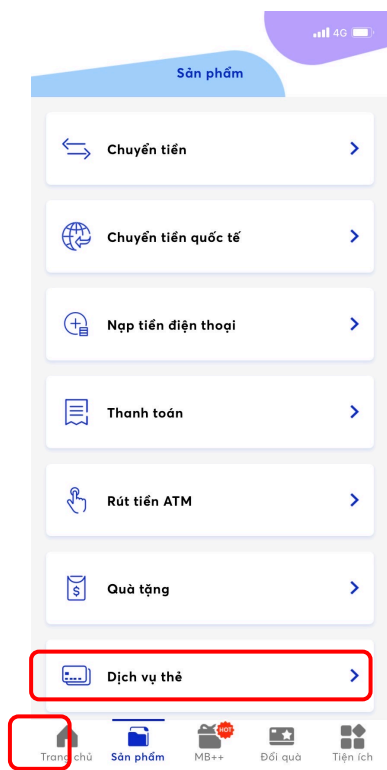 4G
Sản phẩm
Chuyển tiền
Chuyển tiền quốc tế
Nạp tiền điện thoại
Thanh toán
Rút tiền ATM
$
Quà tặng
Dịch vụ thẻ
HOT
Trang chủ Sản phẩm MB++ Đổi quà Tiện ích